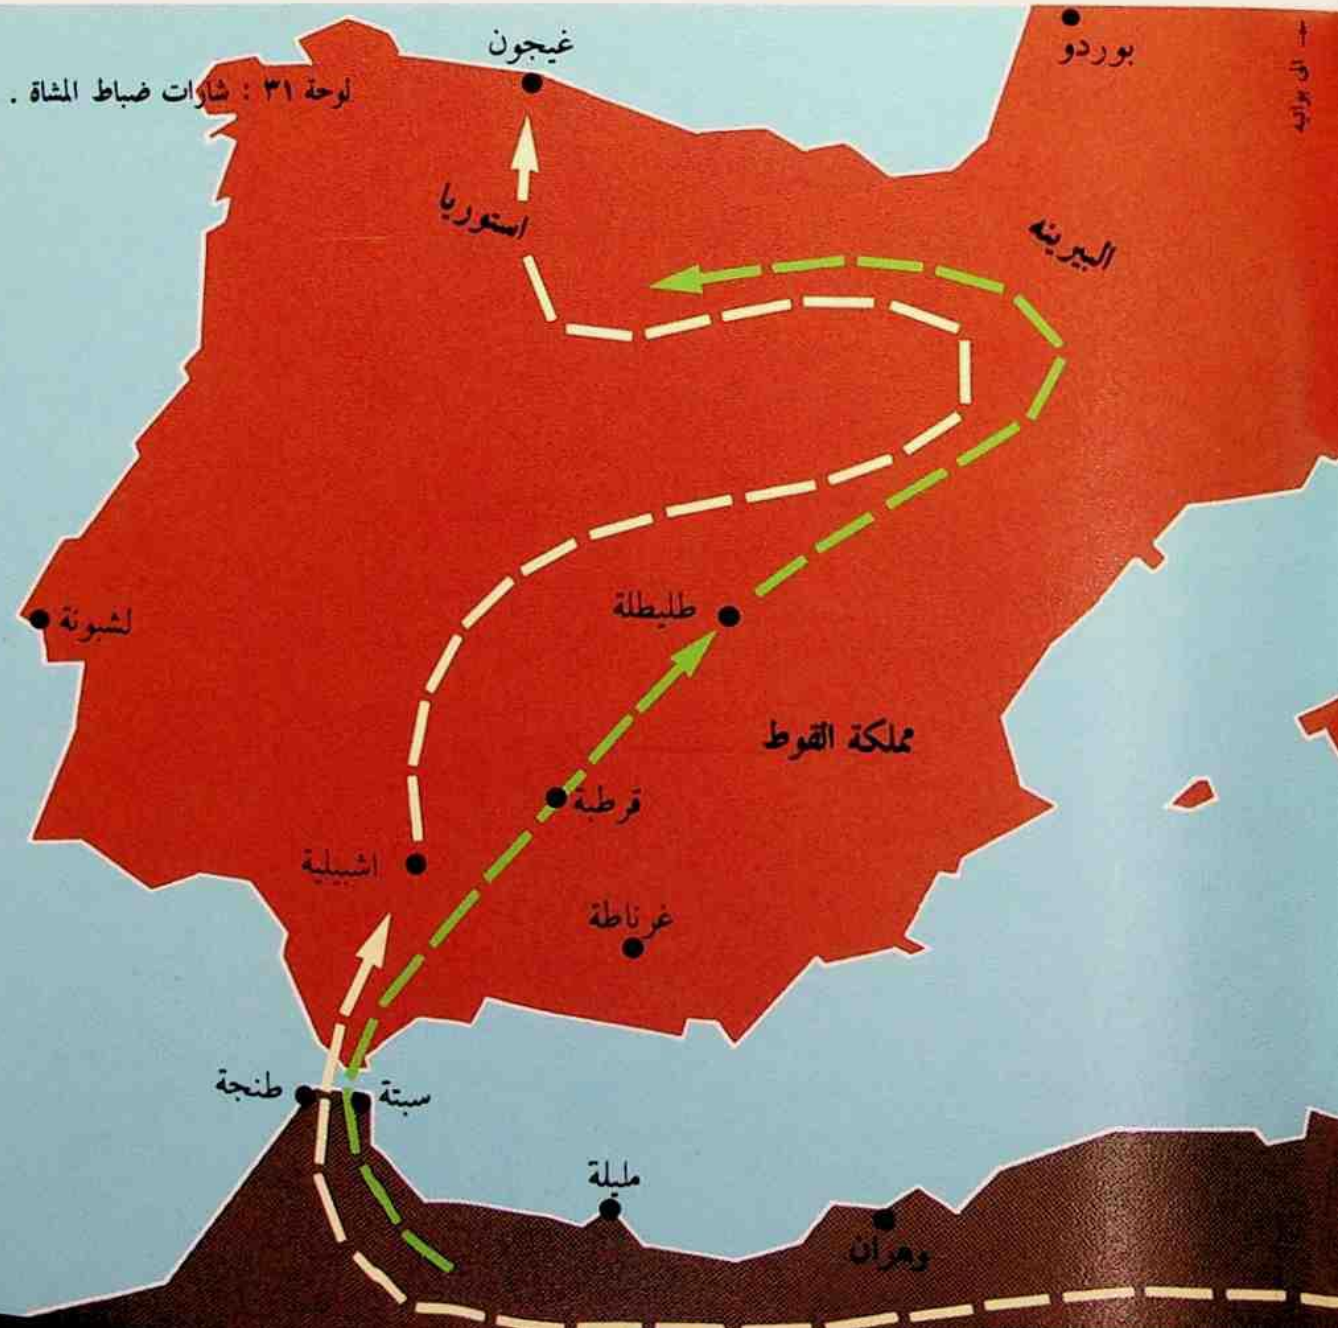 غيجون
بوردو
لوحة ٣١ : شارات ضباط المشاة .
استوريا
البيرينه
لشبونة
طليطلة
مملكة القوط
قرطبة
اشبيلية
غرناطة
طنجة
سبتة
مليلة
وهران